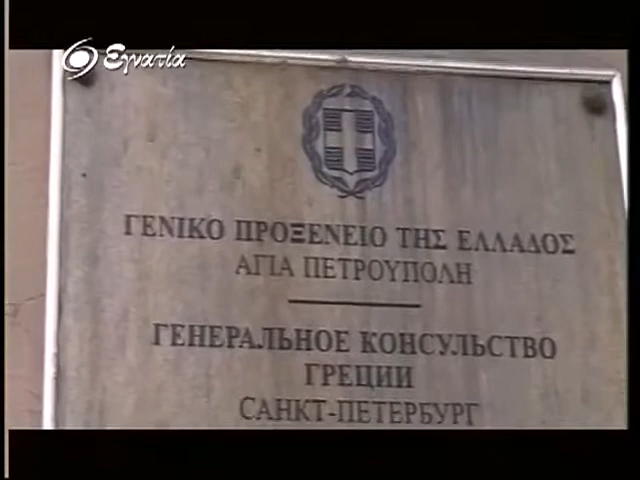 Εγνατία
ΓΕΝΙΚΟ ΠΡΟΞΕΝΕΙΟ ΤΗΣ ΕΛΛΑΔΟΣ
ΑΓΙΑ ΠΕΤΡΟΥΠΟΛΗ
ГЕНЕРАЛЬНОЕ КОНСУЛЬСТВО
ГРЕЦИИ
САНКТ-ПЕТЕРБУРГ